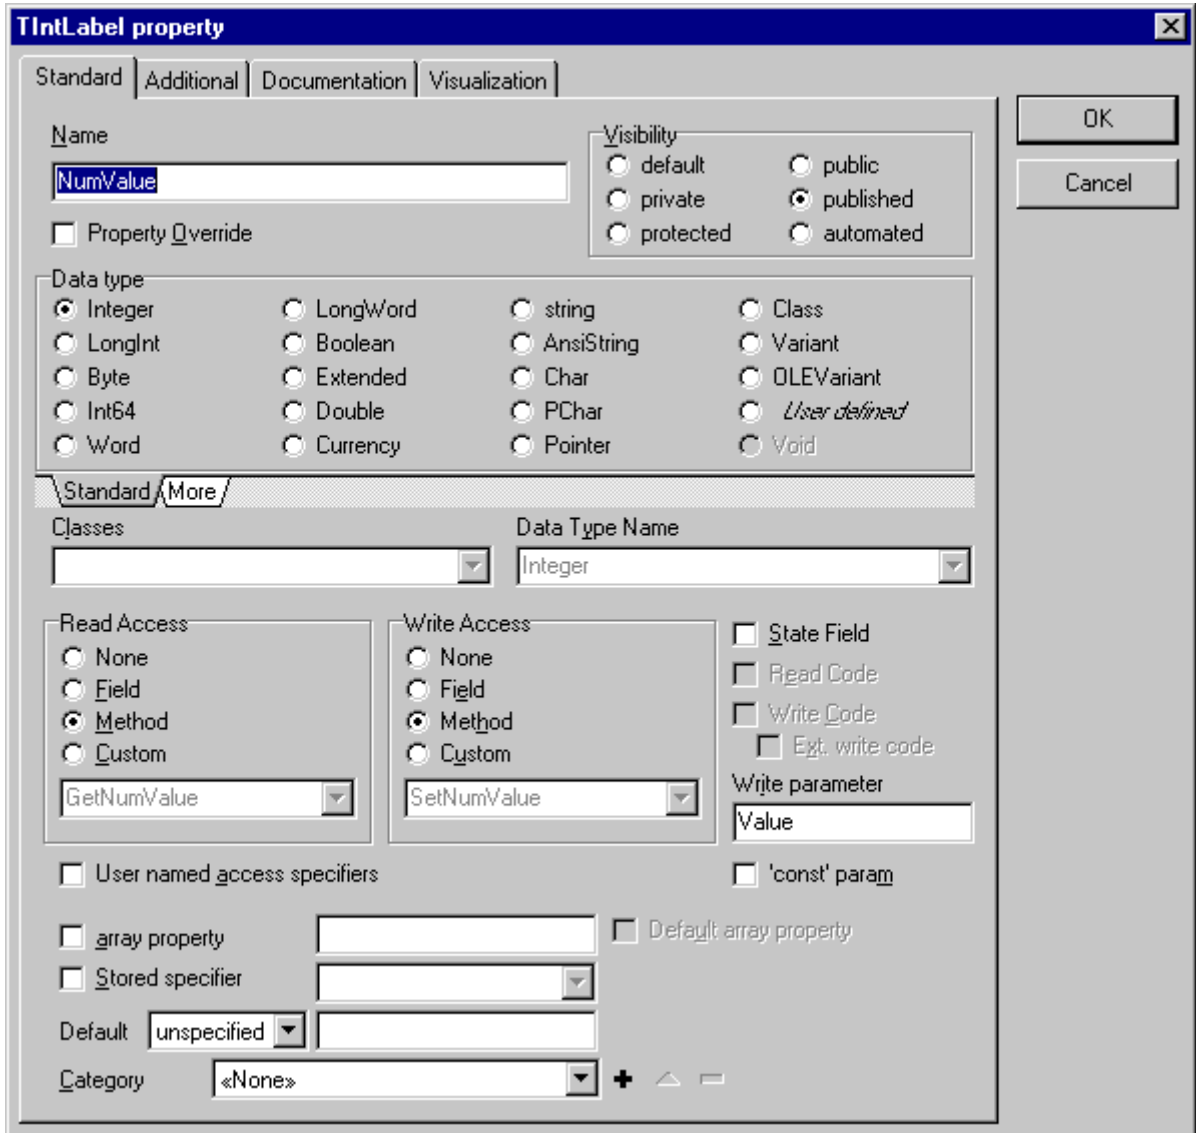 TIntLabel property
Standard Additional Documentation Visualization
OK
Cancel
Name
NumValue
Property Override
Visibility
default public
private published
protected automated
Data type
Integer LongWord string Class
LongInt Boolean AnsiString Variant
Byte Extended Char OLEVariant
Int64 Double PChar User defined
Word Currency Pointer Void
Standard More
Classes Data Type Name
Integer
Read Access Write Access
None None State Field
Field Field Read Code
Method Method Write Code
Custom Custom Ext. write code
GetNumValue SetNumValue Write parameter
Value
User named access specifiers 'const' param
array property Default array property
Stored specifier
Default unspecified
Category «None»